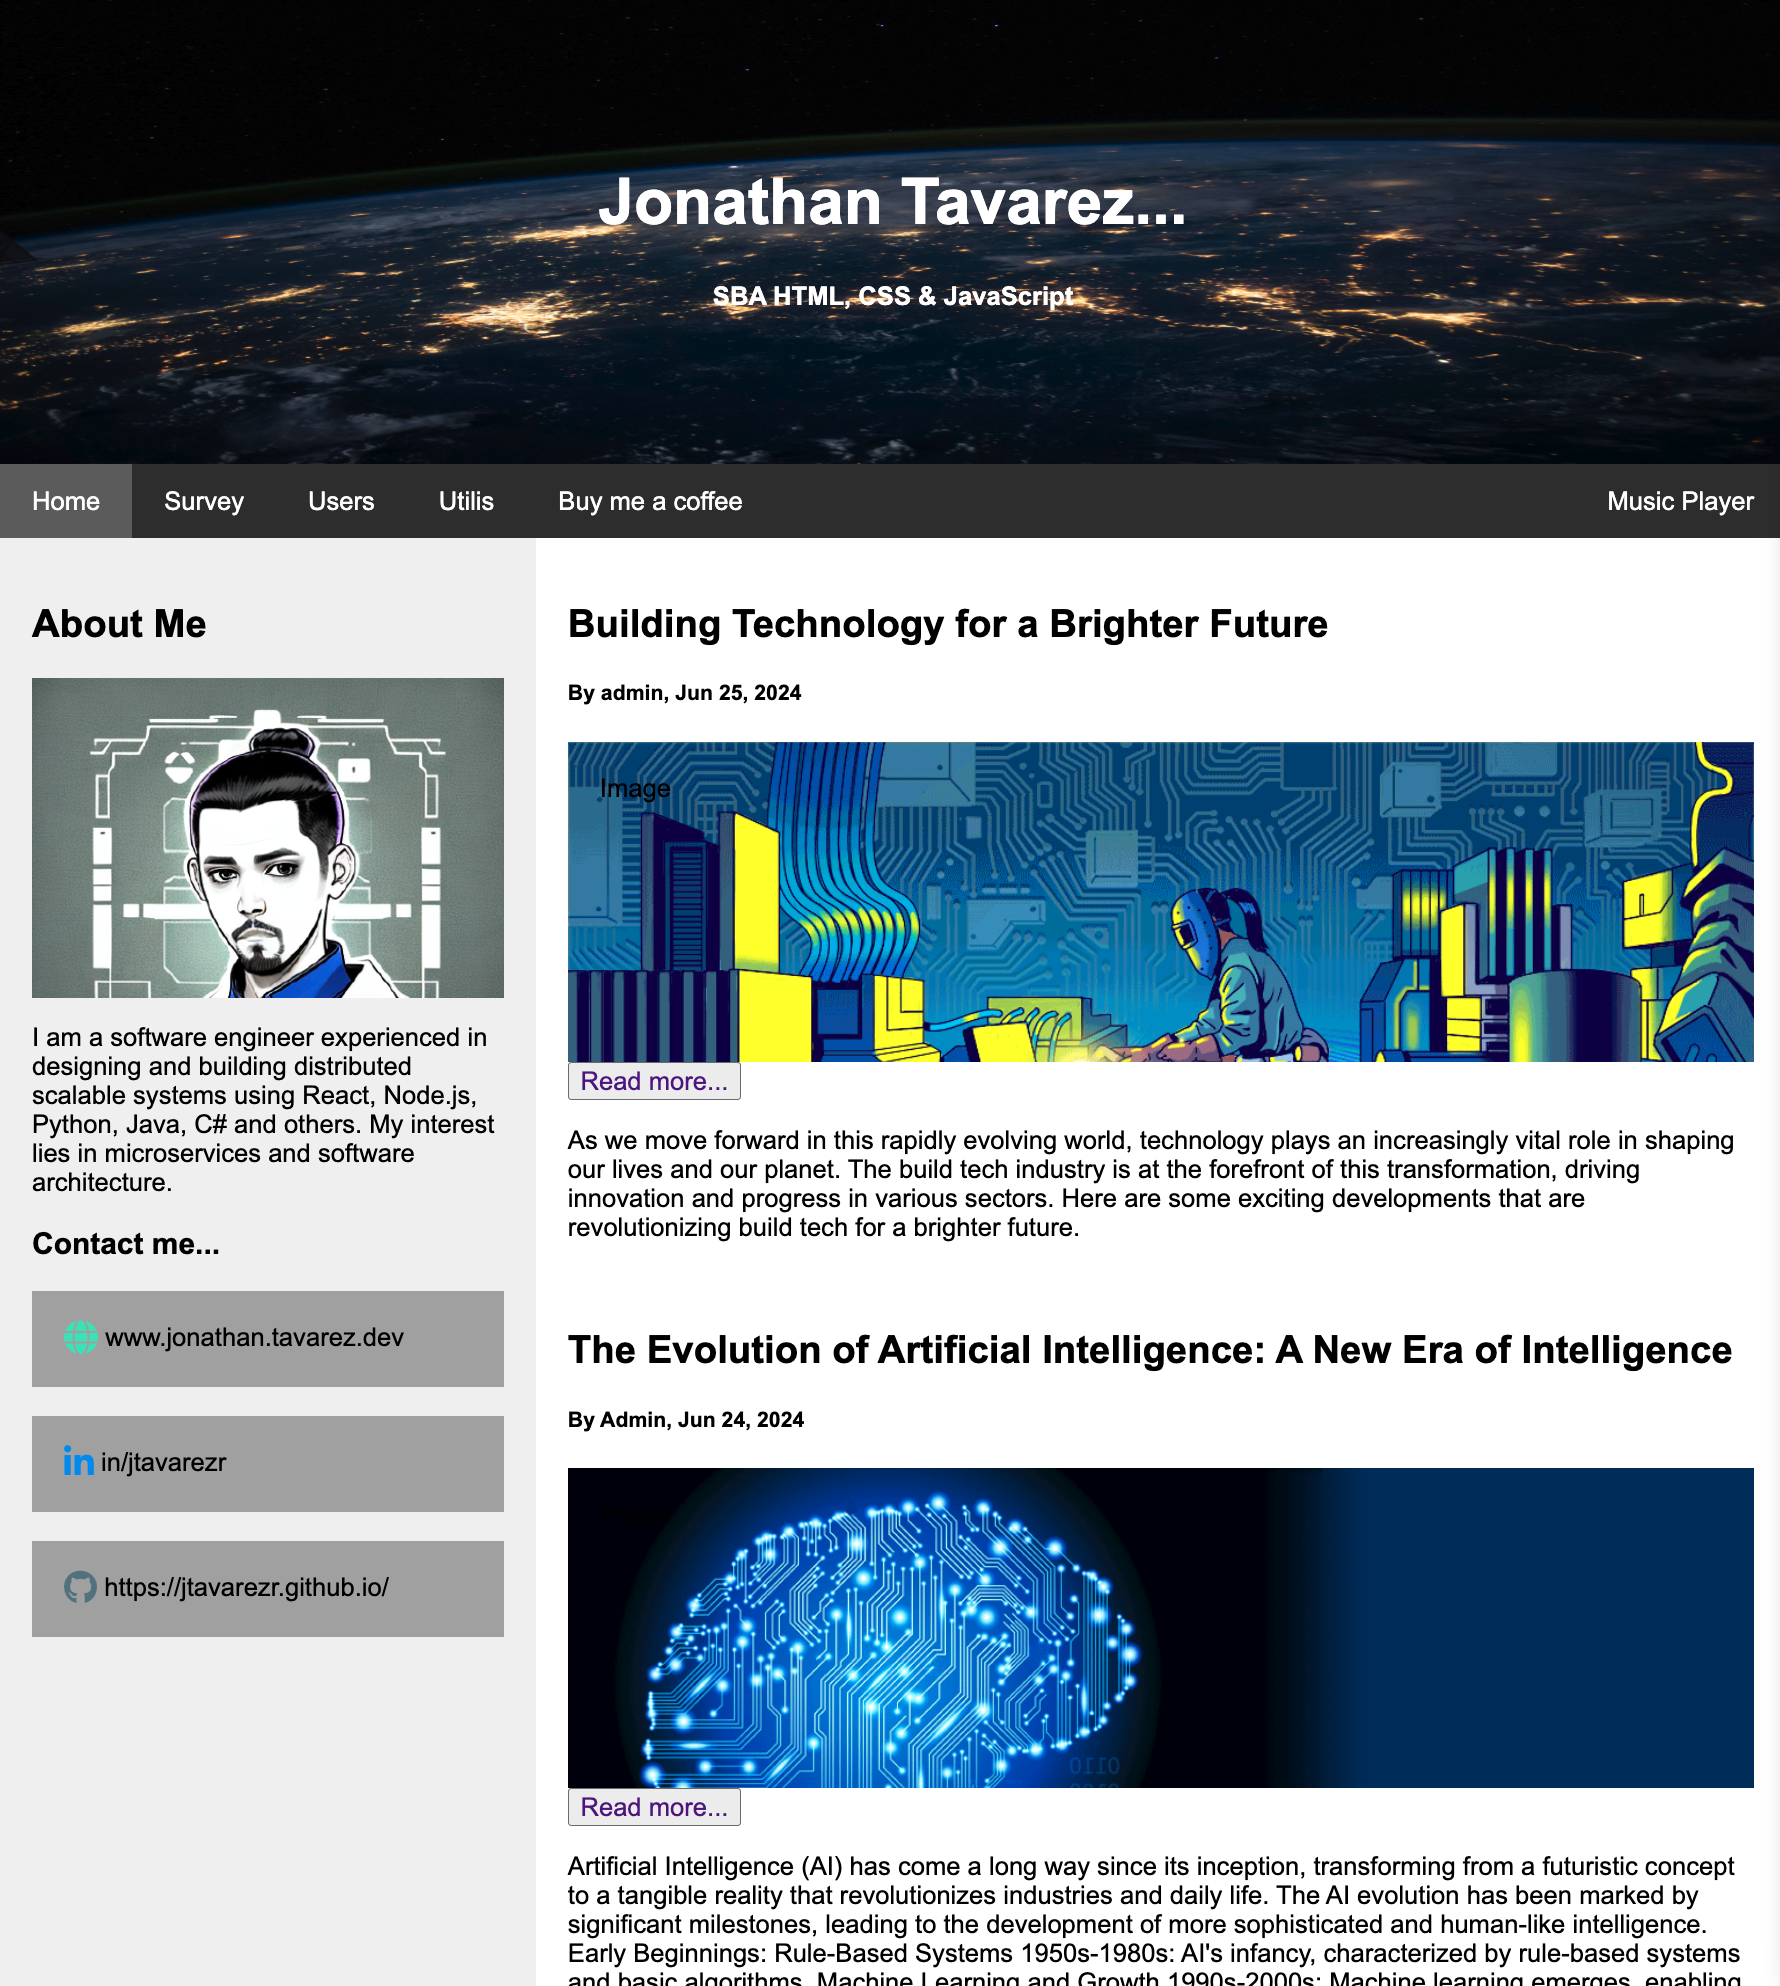 Jonathan Tavarez...
SBA HTML, CSS & JavaScript
Home Survey Users Utilis Buy me a coffee Music Player
About Me
I am a software engineer experienced in
designing and building distributed
scalable systems using React, Node.js,
Python, Java, C# and others. My interest
lies in microservices and software
architecture.
Contact me...
www.jonathan.tavarez.dev
in in/jtavarezr
https://jtavarezr.github.io/
Building Technology for a Brighter Future
By admin, Jun 25, 2024
Image
Read more...
As we move forward in this rapidly evolving world, technology plays an increasingly vital role in shaping
our lives and our planet. The build tech industry is at the forefront of this transformation, driving
innovation and progress in various sectors. Here are some exciting developments that are
revolutionizing build tech for a brighter future.
The Evolution of Artificial Intelligence: A New Era of Intelligence
By Admin, Jun 24, 2024
0110
Read more...
Artificial Intelligence (AI) has come a long way since its inception, transforming from a futuristic concept
to a tangible reality that revolutionizes industries and daily life. The AI evolution has been marked by
significant milestones, leading to the development of more sophisticated and human-like intelligence.
Early Beginnings: Rule-Based Systems 1950s-1980s: AI's infancy, characterized by rule-based systems
and basic algorithms. Machine Learning and Growth 1990s-2000s: Machine learning emerges, enabling